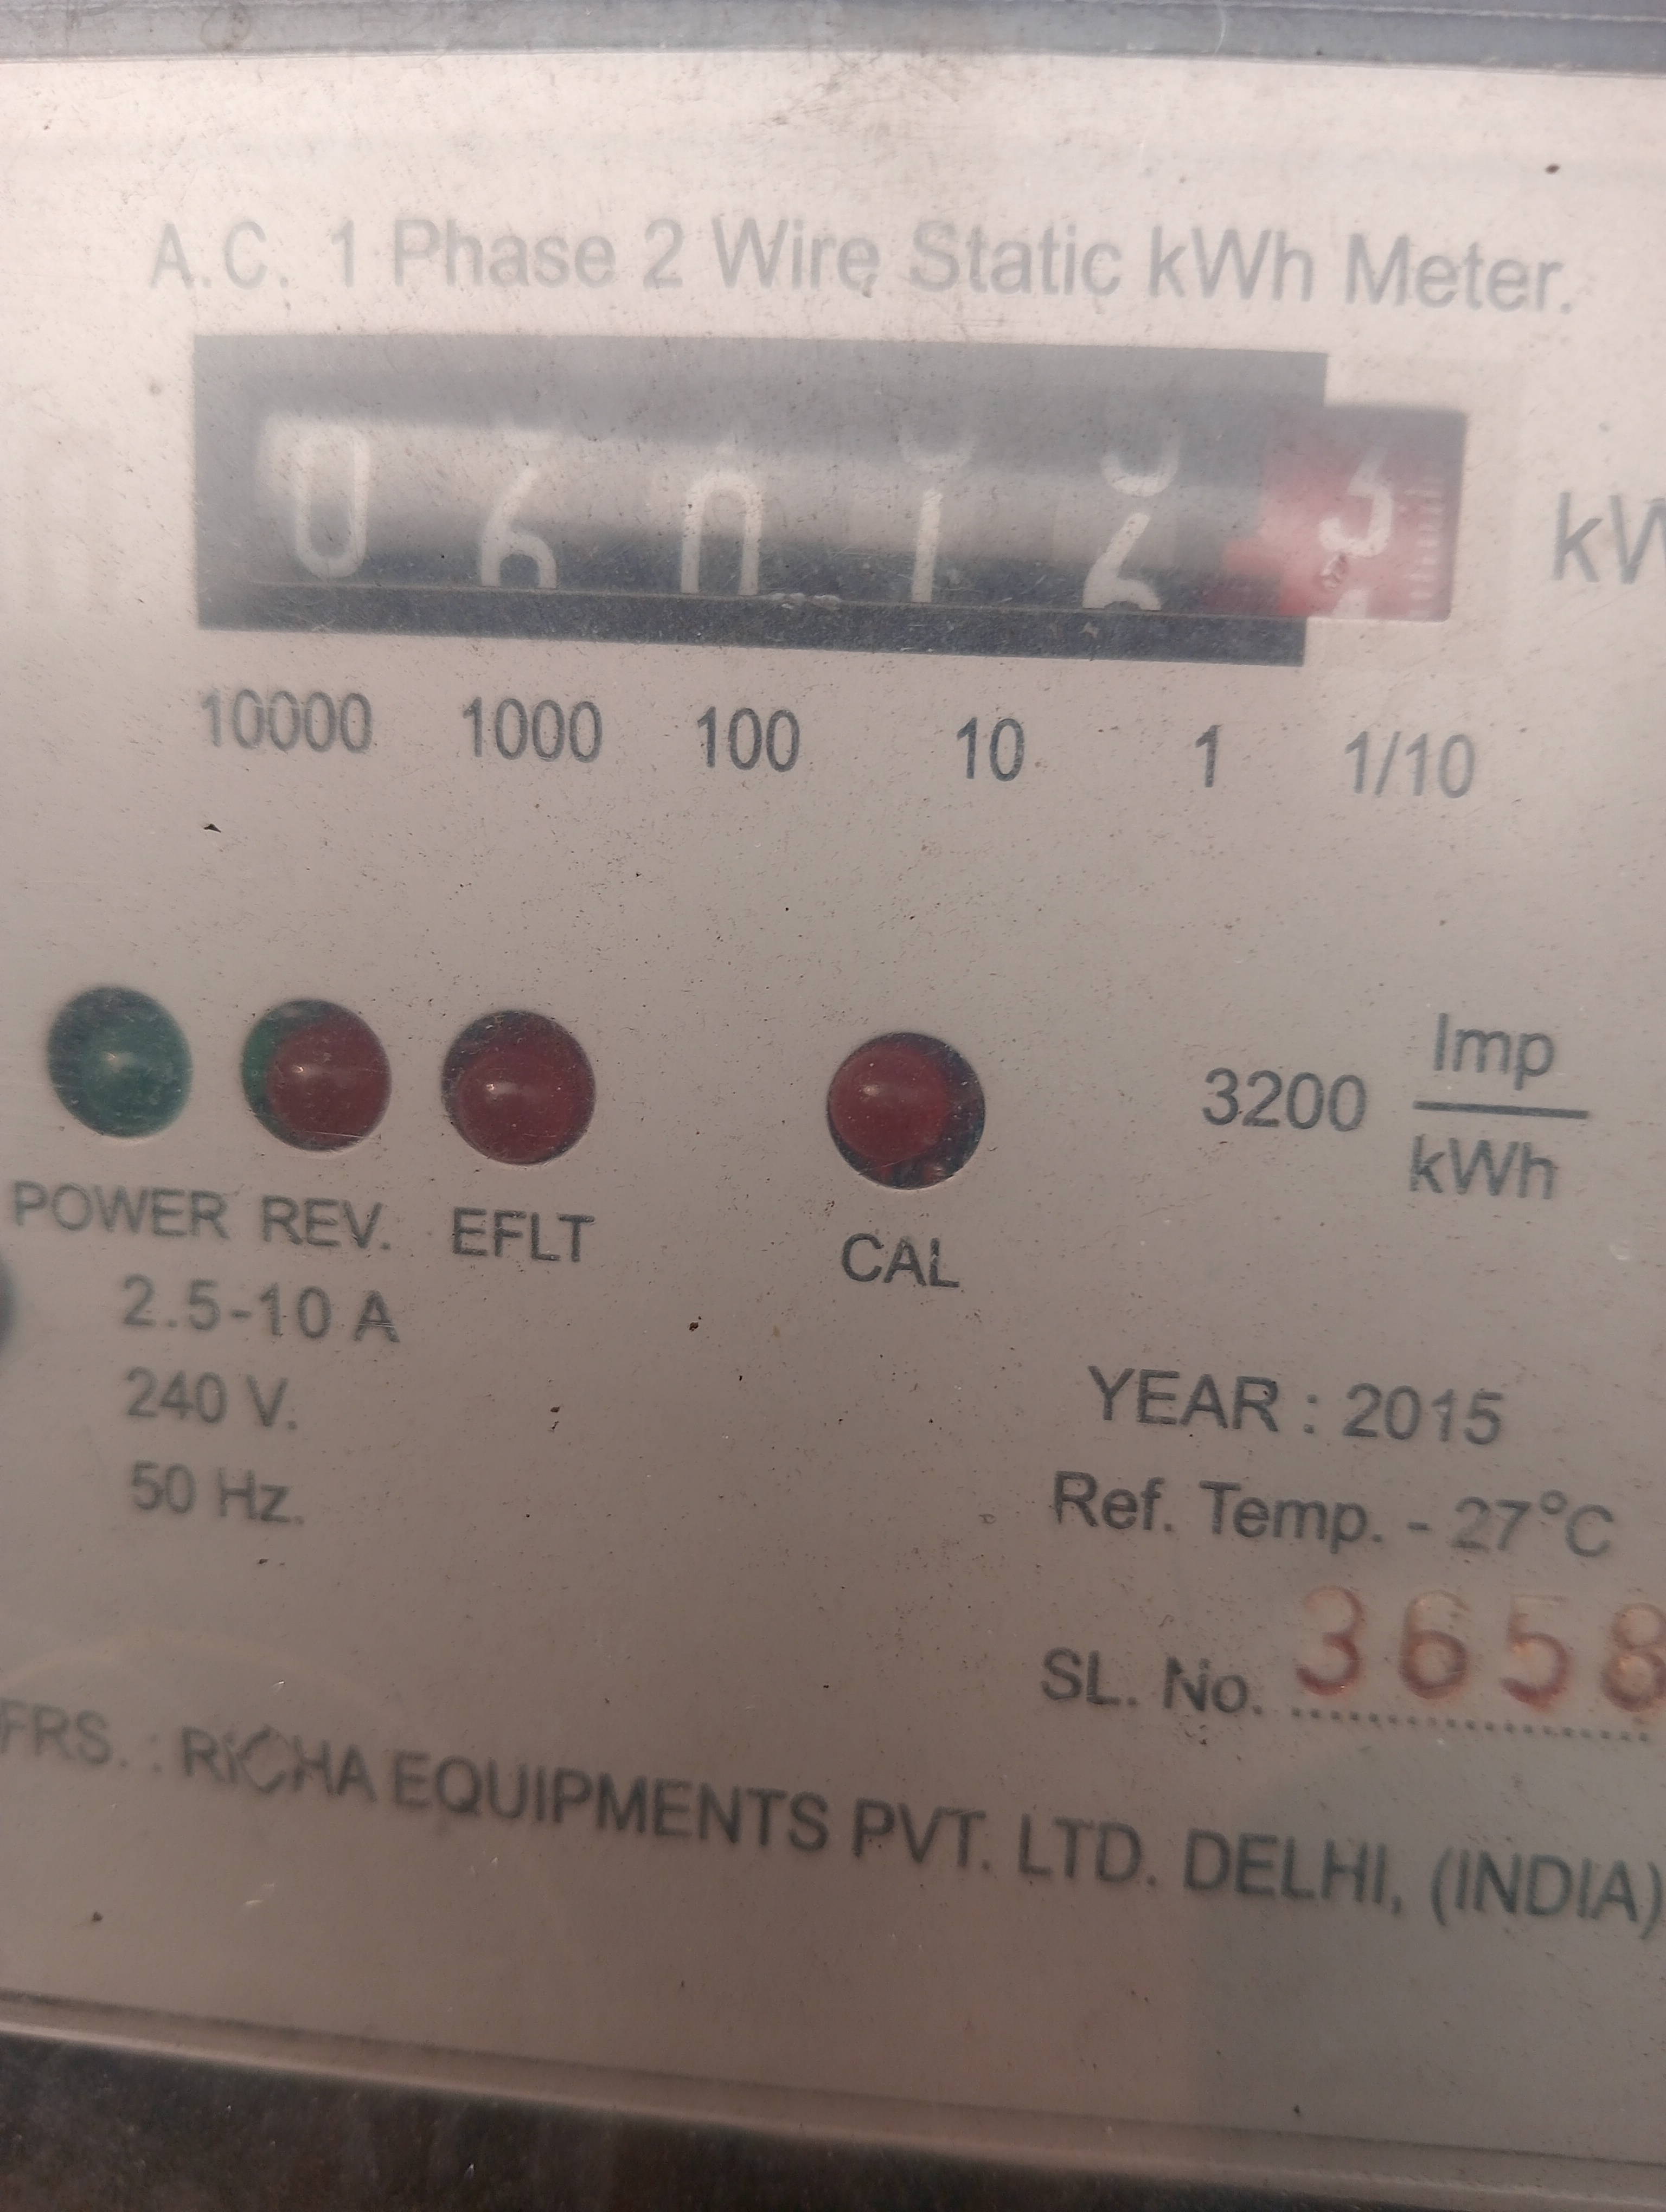 A.C. 1 Phase 2 Wire Static kWh Meter.
0 6 0 1
10000 1000 100 10 1 1/10
3200 Imp/kWh
POWER REV. EFLT CAL
2.5-10 A
240 V.
50 Hz.
YEAR : 2015
Ref. Temp. - 27°C
SL. No. 3658
FRS. : RICHA EQUIPMENTS PVT. LTD. DELHI, (INDIA)